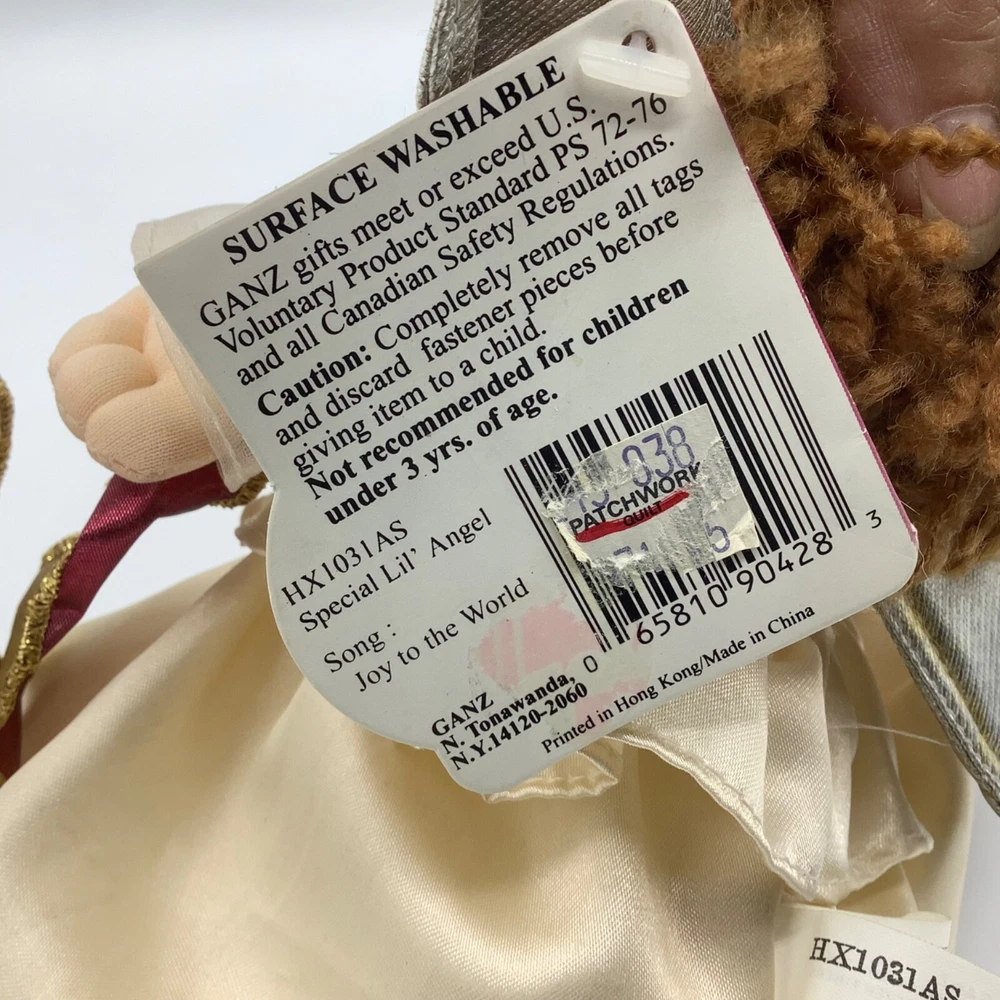 SURFACE WASHABLE
GANZ gifts meet or exceed U.S.
Voluntary Product Standard PS 72-76
and all Canadian Safety Regulations.
Caution: Completely remove all tags
and discard fastener pieces before
giving item to a child.
Not recommended for children
under 3 yrs. of age.
HX1031AS
Special Lil' Angel
Song :
Joy to the World
038
PATCHWORK
QUILT
0 65810 90428 3
GANZ
N. Tonawanda,
N.Y.14120-2060
Printed in Hong Kong/Made in China
HX1031AS